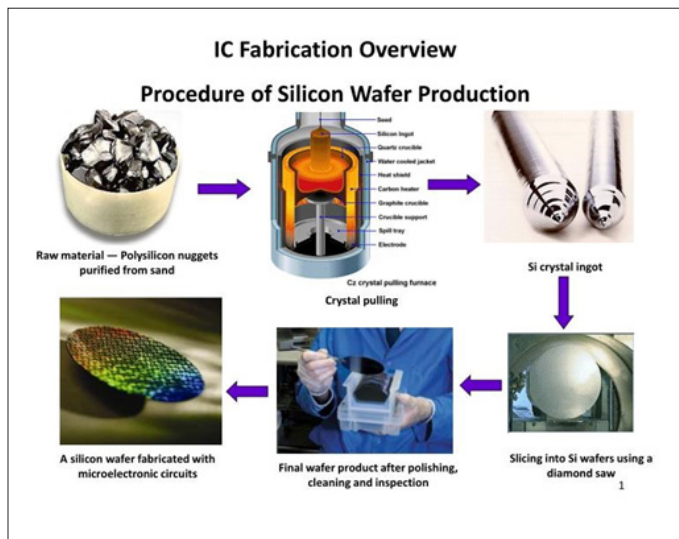 IC Fabrication Overview
Procedure of Silicon Wafer Production
Seed
Silicon Ingot
Quartz crucible
Water cooled jacket
Heat shield
Carbon heater
Graphite crucible
Crucible support
Spill tray
Electrode
Cz crystal pulling furnace
Raw material — Polysilicon nuggets
purified from sand
Crystal pulling
Si crystal ingot
A silicon wafer fabricated with
microelectronic circuits
Final wafer product after polishing,
cleaning and inspection
Slicing into Si wafers using a
diamond saw
1